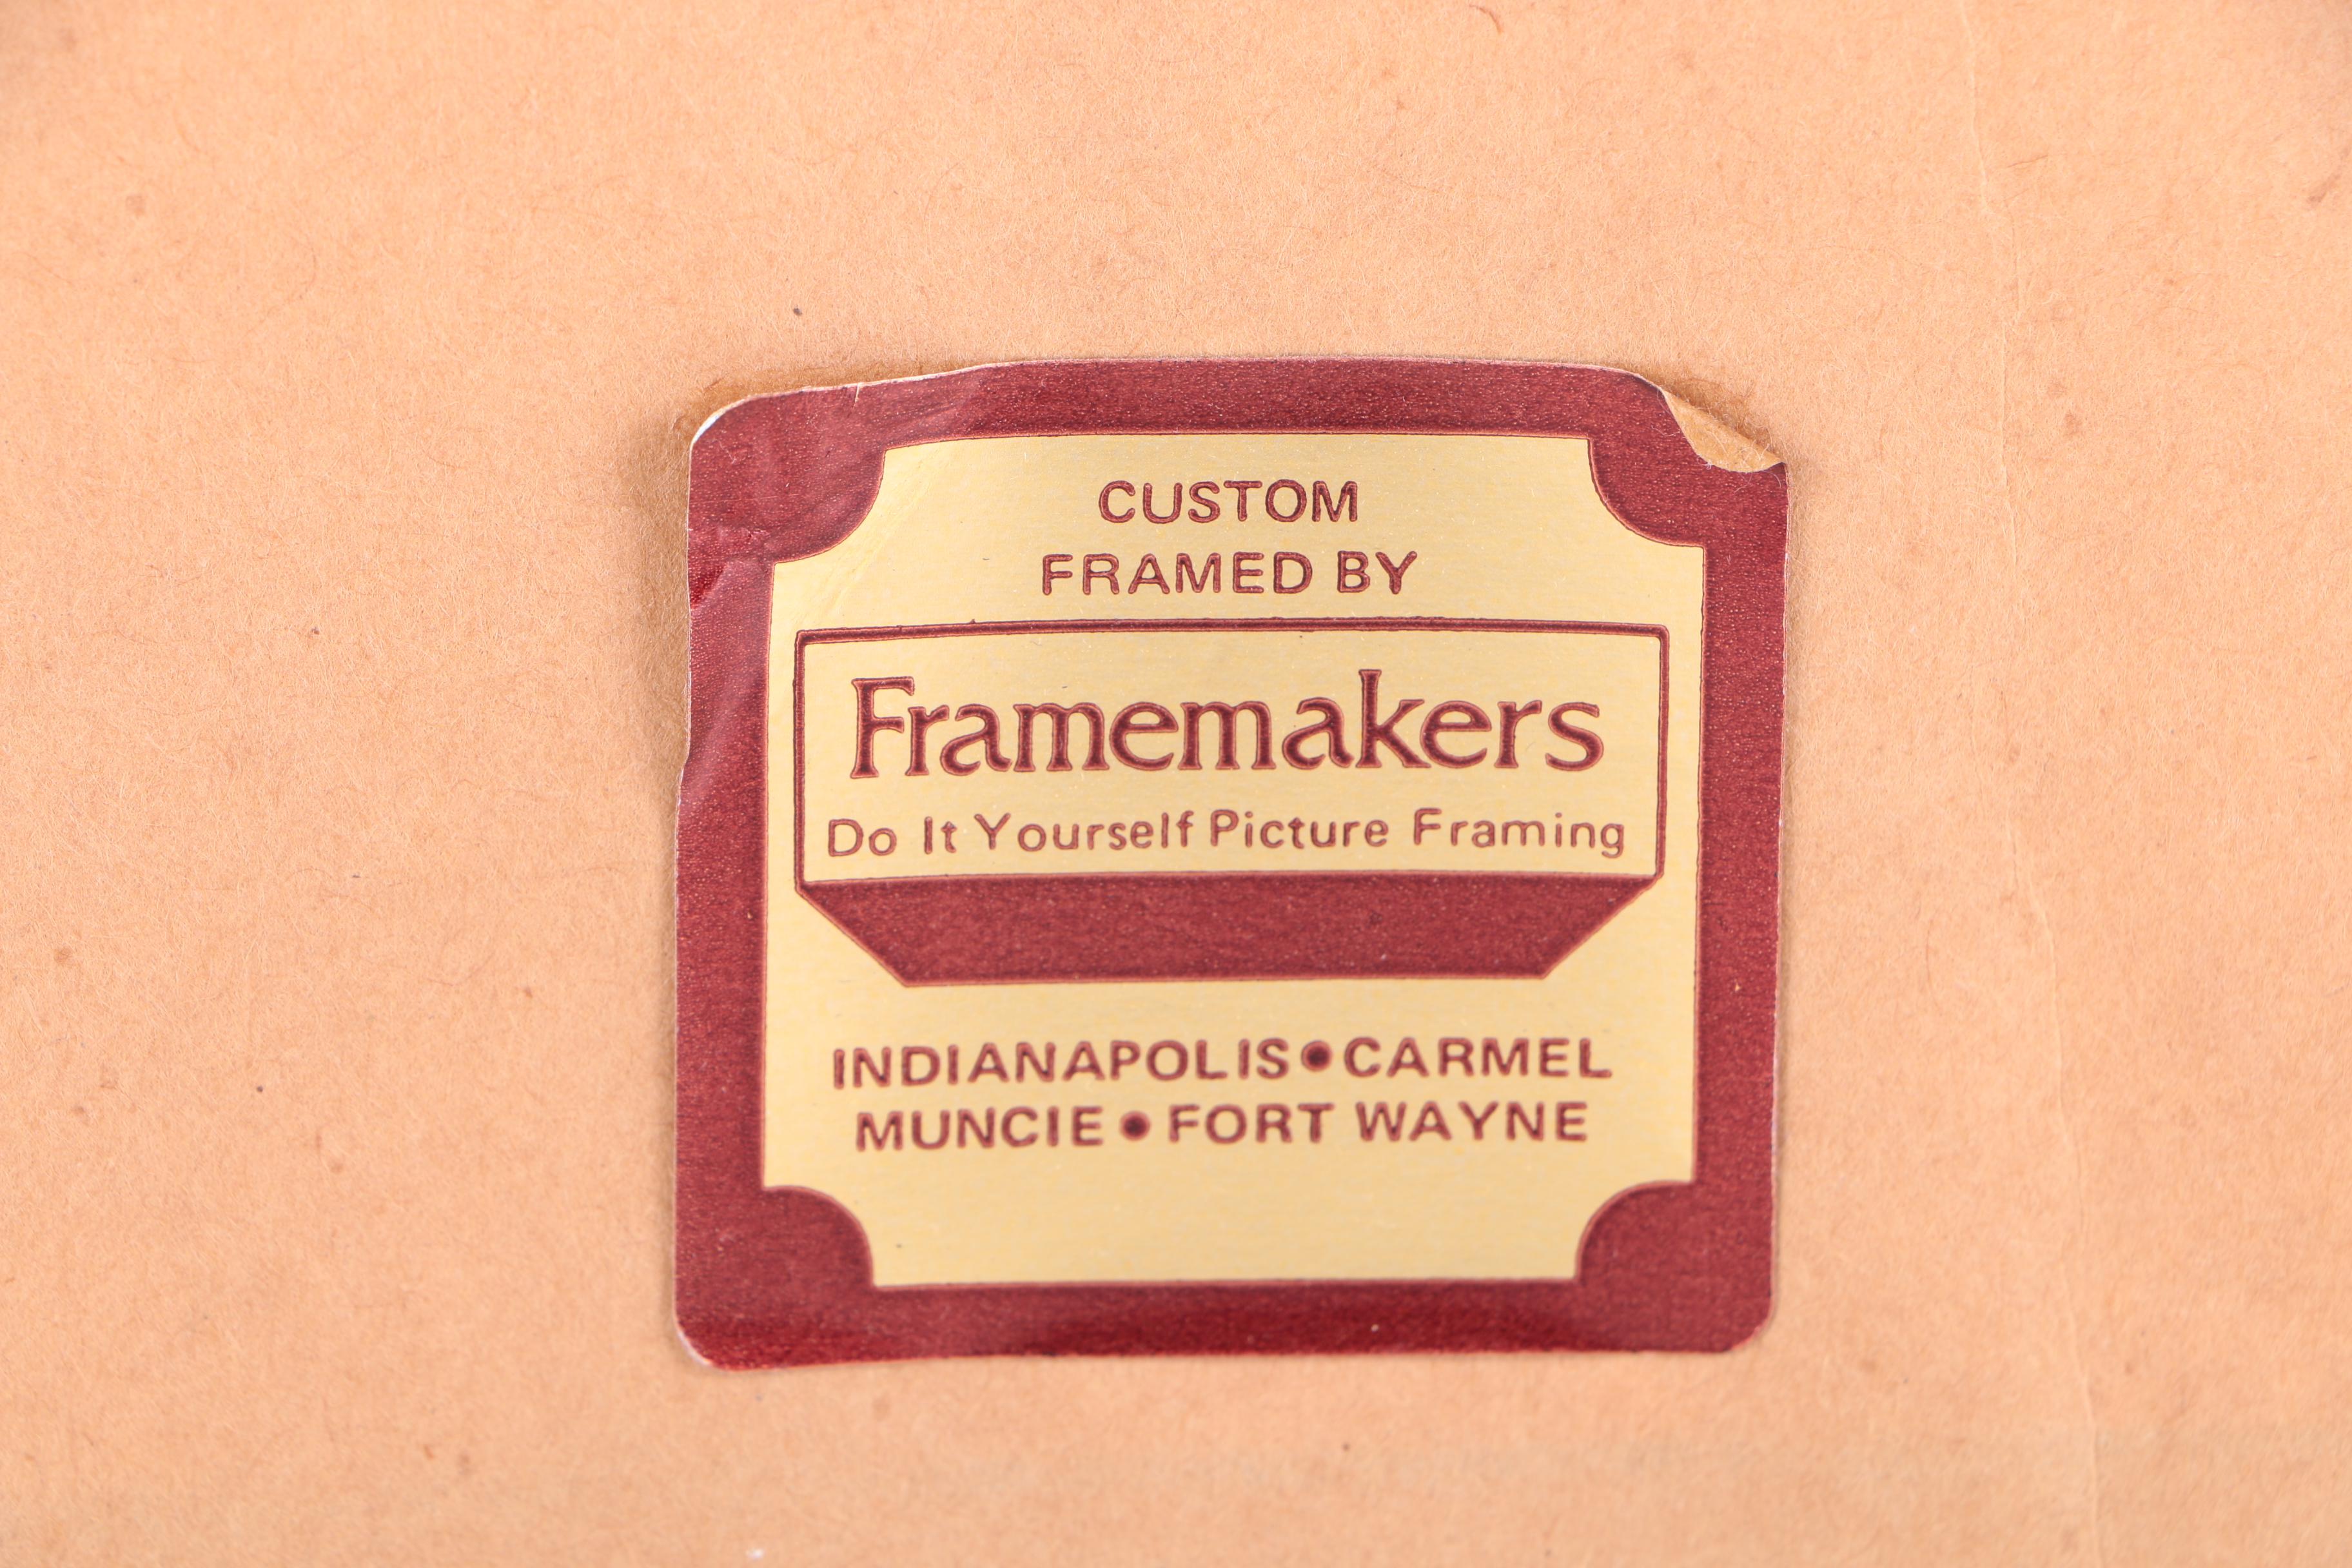 CUSTOM
FRAMED BY
Framemakers
Do It Yourself Picture Framing
INDIANAPOLIS • CARMEL
MUNCIE • FORT WAYNE